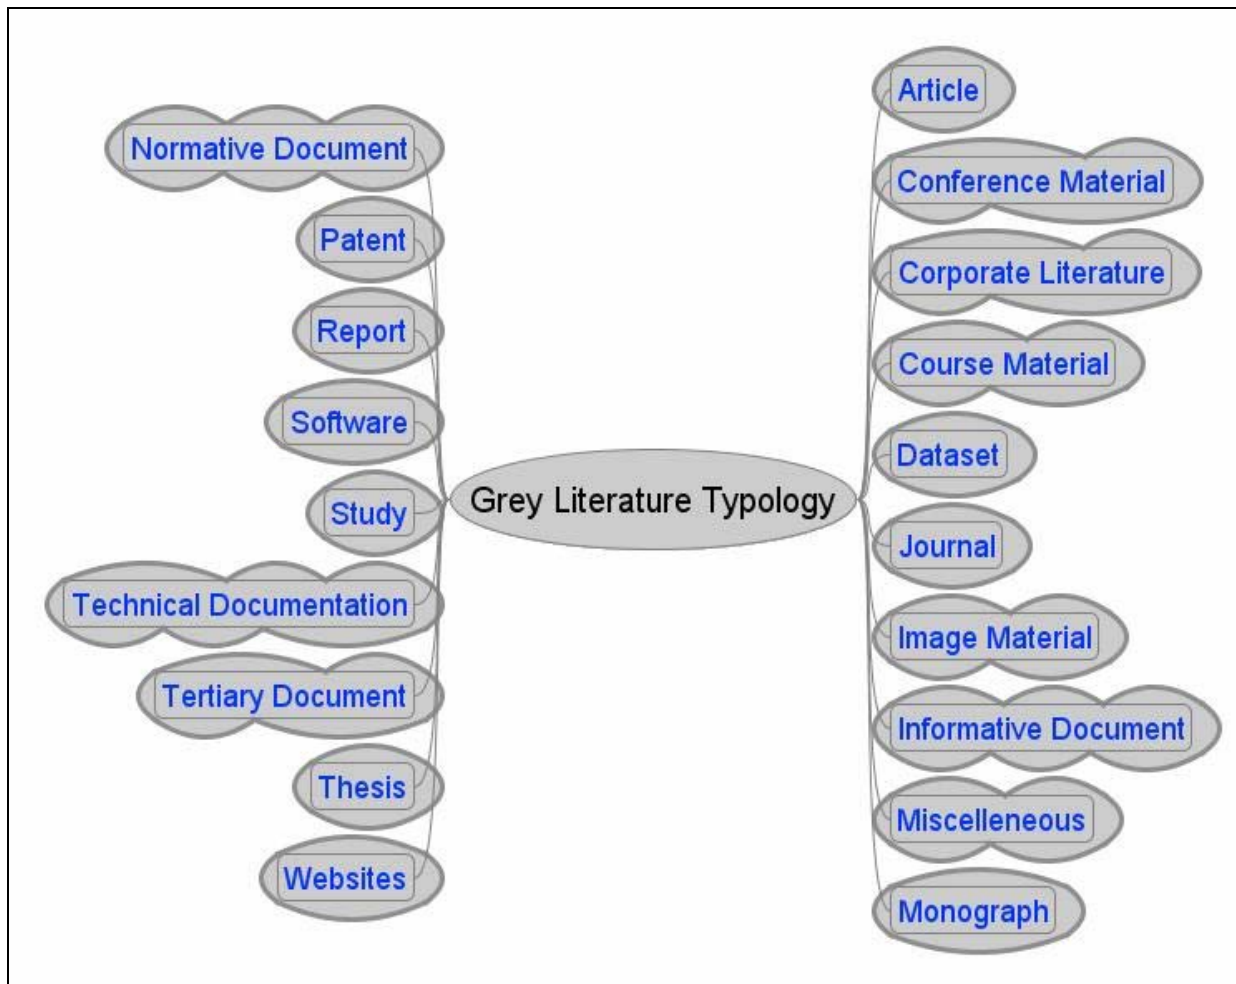 Grey Literature Typology
Article
Conference Material
Corporate Literature
Course Material
Dataset
Journal
Image Material
Informative Document
Miscelleneous
Monograph
Normative Document
Patent
Report
Software
Study
Technical Documentation
Tertiary Document
Thesis
Websites